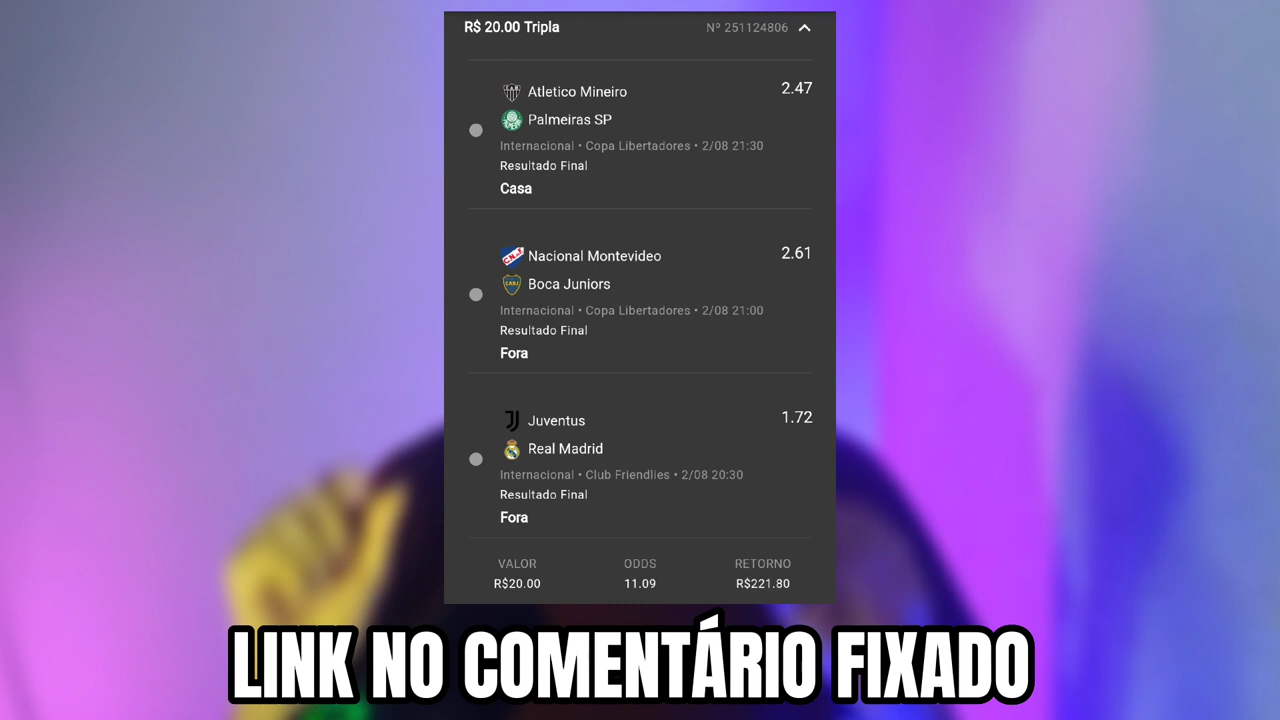 R$ 20.00 Tripla Nº 251124806
Atletico Mineiro 2.47
Palmeiras SP
Internacional • Copa Libertadores • 2/08 21:30
Resultado Final
Casa
Nacional Montevideo 2.61
Boca Juniors
Internacional • Copa Libertadores • 2/08 21:00
Resultado Final
Fora
Juventus 1.72
Real Madrid
Internacional • Club Friendlies • 2/08 20:30
Resultado Final
Fora
VALOR ODDS RETORNO
R$20.00 11.09 R$221.80
LINK NO COMENTÁRIO FIXADO